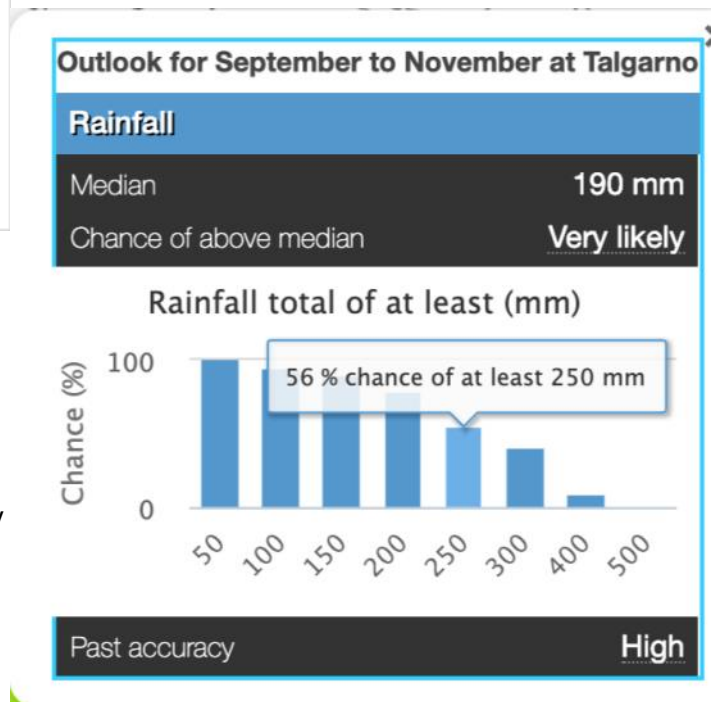 Outlook for September to November at Talgarno
Rainfall
Median 190 mm
Chance of above median Very likely
Rainfall total of at least (mm)
56 % chance of at least 250 mm
Chance (%)
100
0
50 100 150 200 250 300 400 500
Past accuracy High